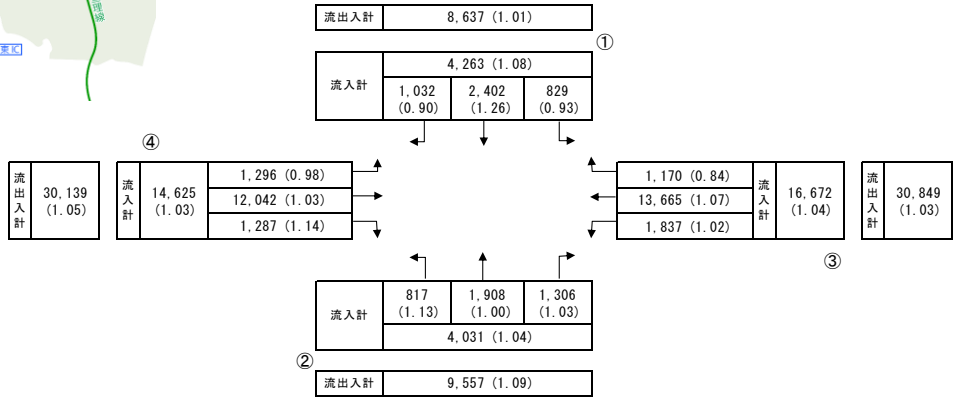 理線
東IC
流出入計 8,637 (1.01)
①
流入計
4,263 (1.08)
1,032 2,402 829
(0.90) (1.26) (0.93)
④
流出入計
30,139
(1.05)
流入計
14,625
(1.03)
1,296 (0.98)
12,042 (1.03)
1,287 (1.14)
1,170 (0.84)
13,665 (1.07)
1,837 (1.02)
流入計
16,672
(1.04)
流出入計
30,849
(1.03)
③
流入計
817 1,908 1,306
(1.13) (1.00) (1.03)
4,031 (1.04)
②
流出入計 9,557 (1.09)